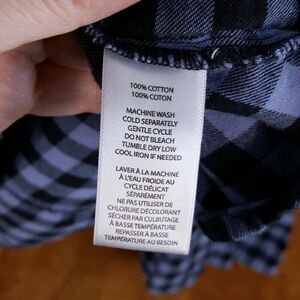 100% COTTON
100% COTON
MACHINE WASH
COLD SEPARATELY
GENTLE CYCLE
DO NOT BLEACH
TUMBLE DRY LOW
COOL IRON IF NEEDED
LAVER À LA MACHINE
À L'EAU FROIDE AU
CYCLE DÉLICAT
SÉPARÉMENT
NE PAS UTILISER DE
CHLORURE DÉCOLORANT
SÉCHER PAR CULBUTAGE
À BASSE TEMPÉRATURE
REPASSER À BASSE
TEMPÉRATURE AU BESOIN